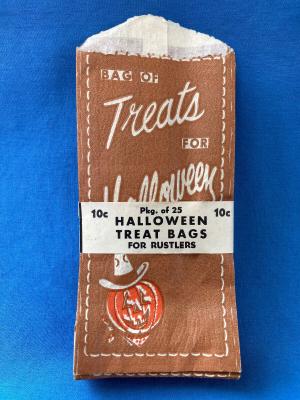 BAG OF
Treats
FOR
Halloween
10c Pkg. of 25 10c
HALLOWEEN
TREAT BAGS
FOR RUSTLERS